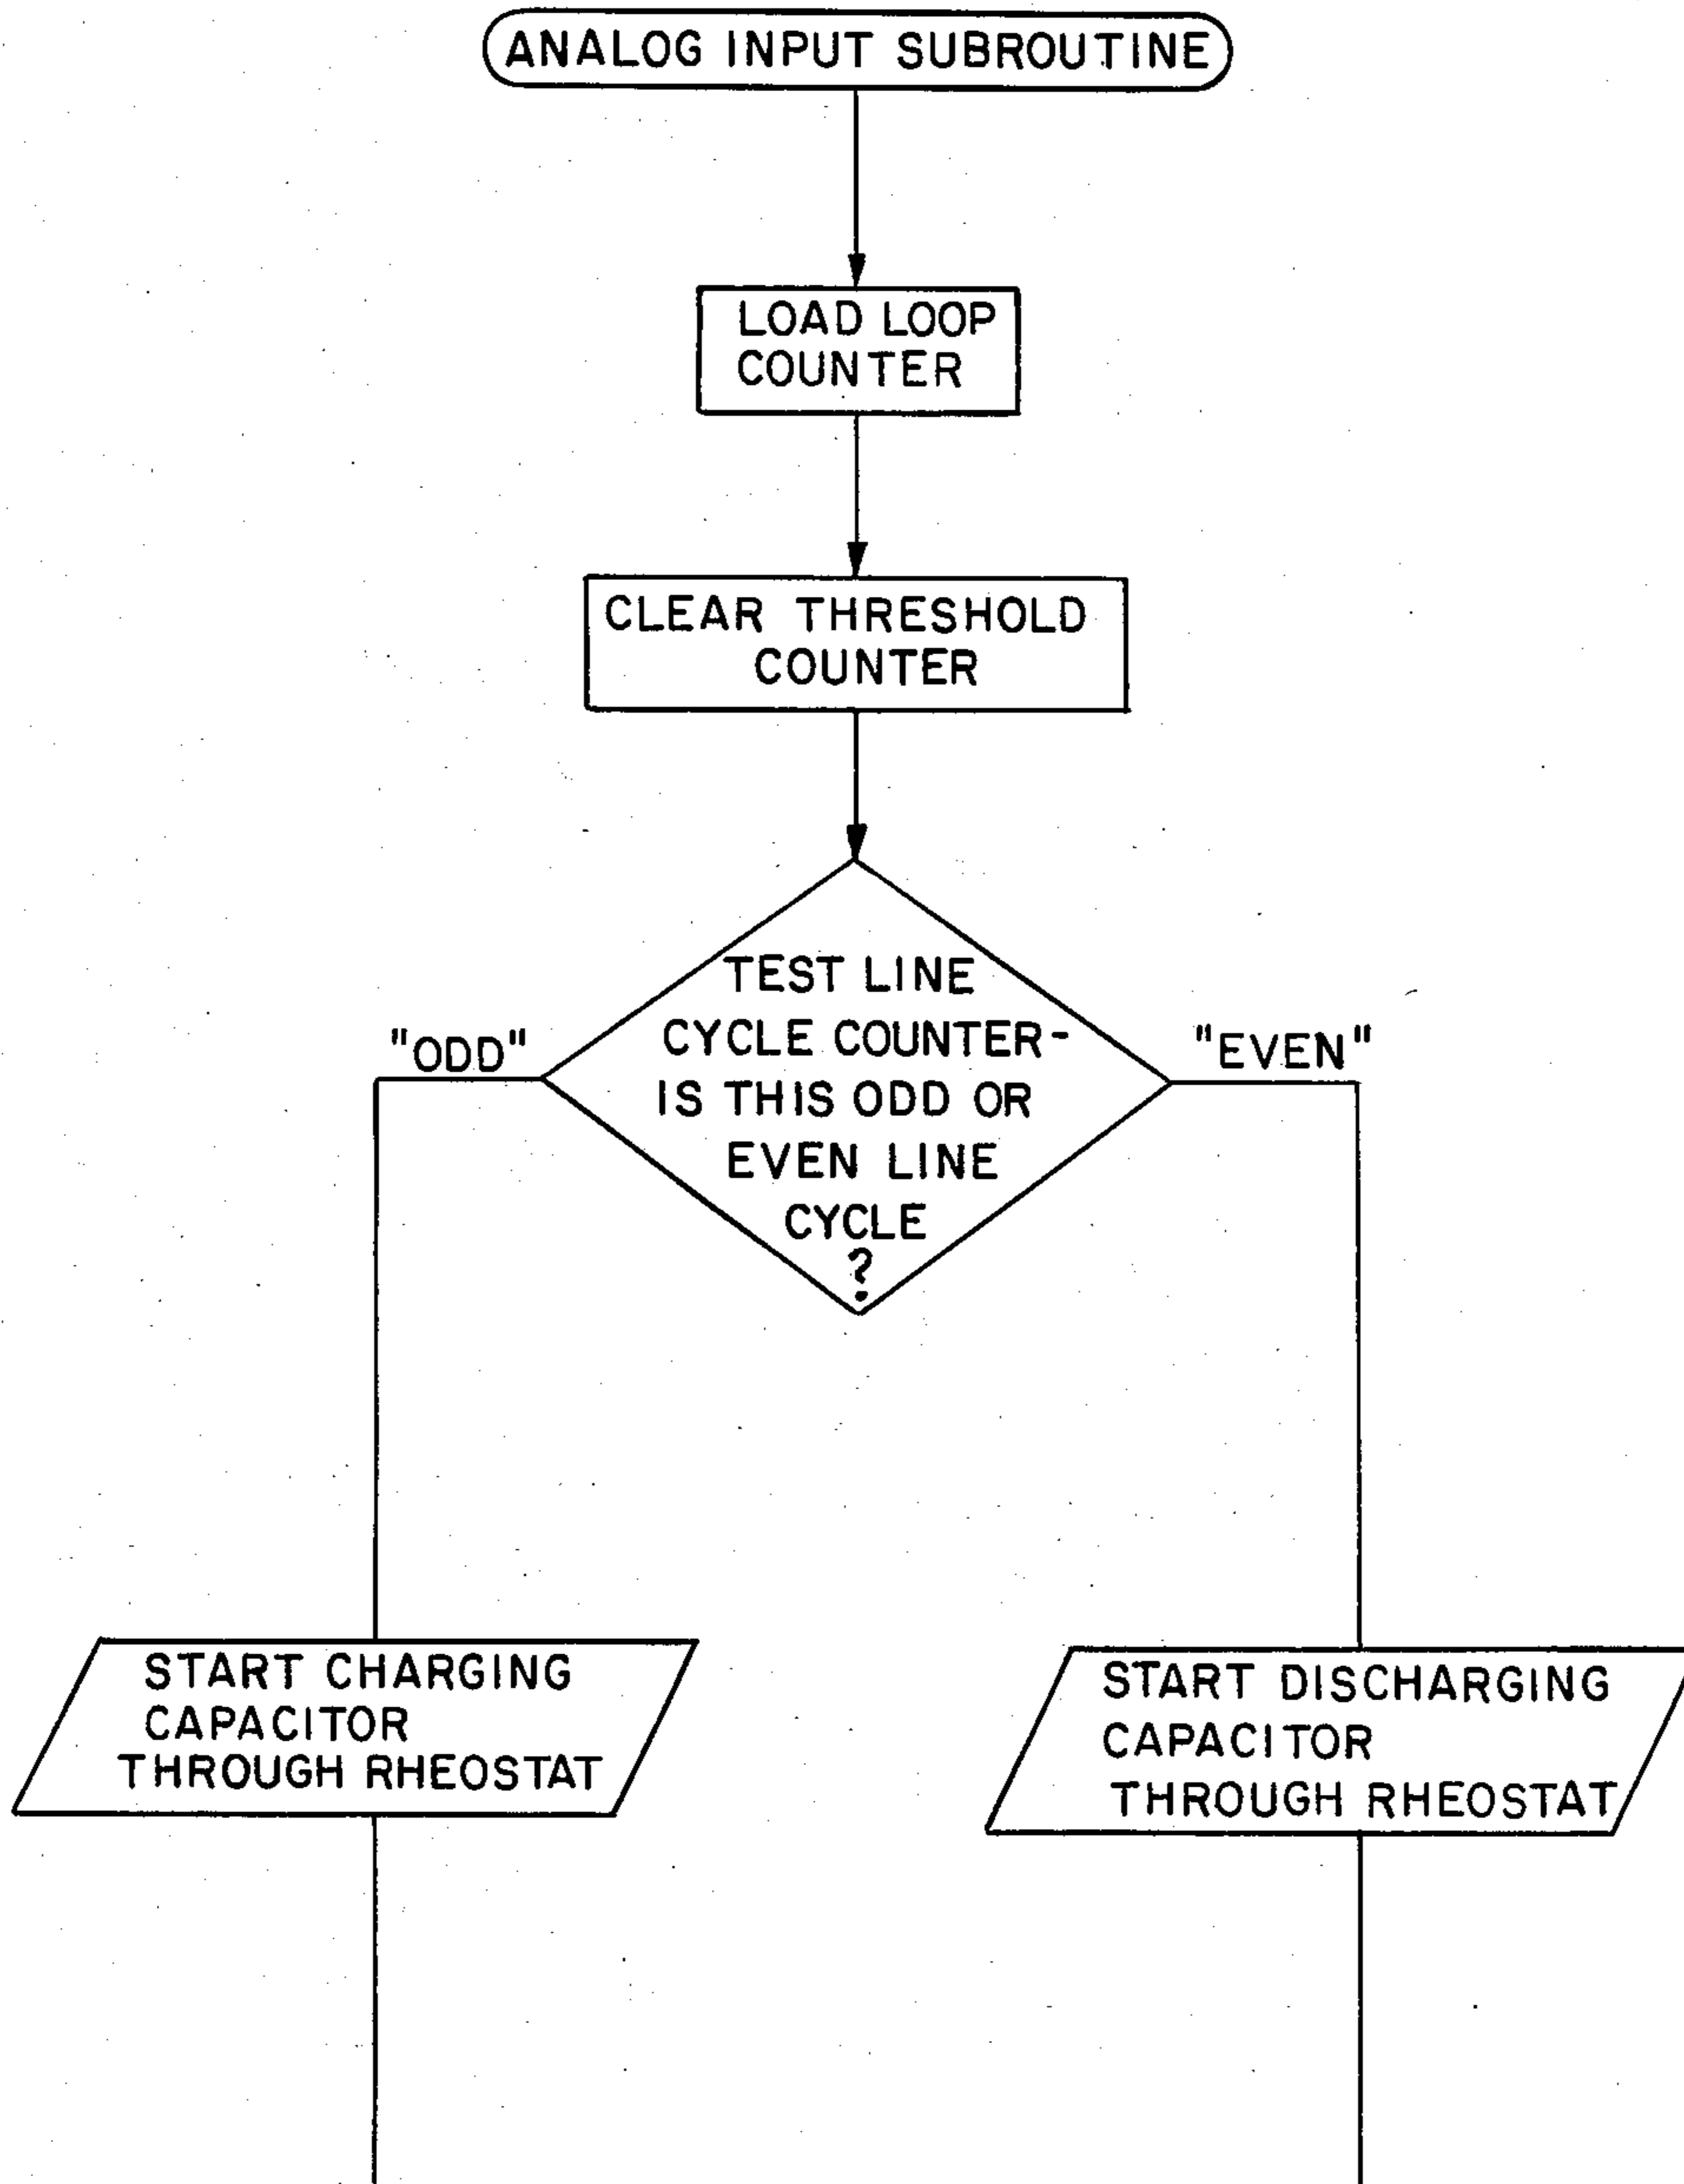 ANALOG INPUT SUBROUTINE
LOAD LOOP
COUNTER
CLEAR THRESHOLD
COUNTER
TEST LINE
CYCLE COUNTER-
IS THIS ODD OR
EVEN LINE
CYCLE
?
"ODD"
"EVEN"
START CHARGING
CAPACITOR
THROUGH RHEOSTAT
START DISCHARGING
CAPACITOR
THROUGH RHEOSTAT